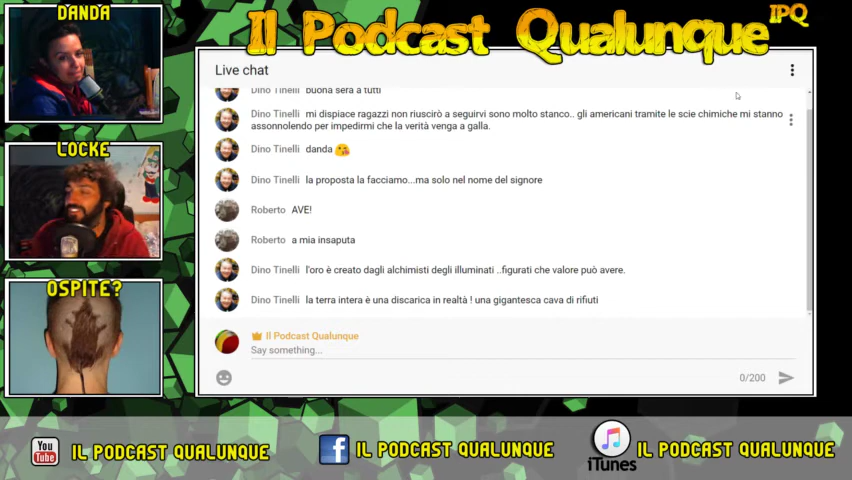 DANDA
Il Podcast Qualunque IPQ
Live chat
Dino Tinelli buona sera a tutti
Dino Tinelli mi dispiace ragazzi non riuscirò a seguirvi sono molto stanco.. gli americani tramite le scie chimiche mi stanno
assonnolendo per impedirmi che la verità venga a galla.
LOCKE
Dino Tinelli danda 😘
Dino Tinelli la proposta la facciamo...ma solo nel nome del signore
Roberto AVE!
Roberto a mia insaputa
Dino Tinelli l'oro è creato dagli alchimisti degli illuminati ..figurati che valore può avere.
OSPITE?
Dino Tinelli la terra intera è una discarica in realtà ! una gigantesca cava di rifiuti
Il Podcast Qualunque
Say something...
0/200
You Tube IL PODCAST QUALUNQUE
f IL PODCAST QUALUNQUE
iTunes IL PODCAST QUALUNQUE